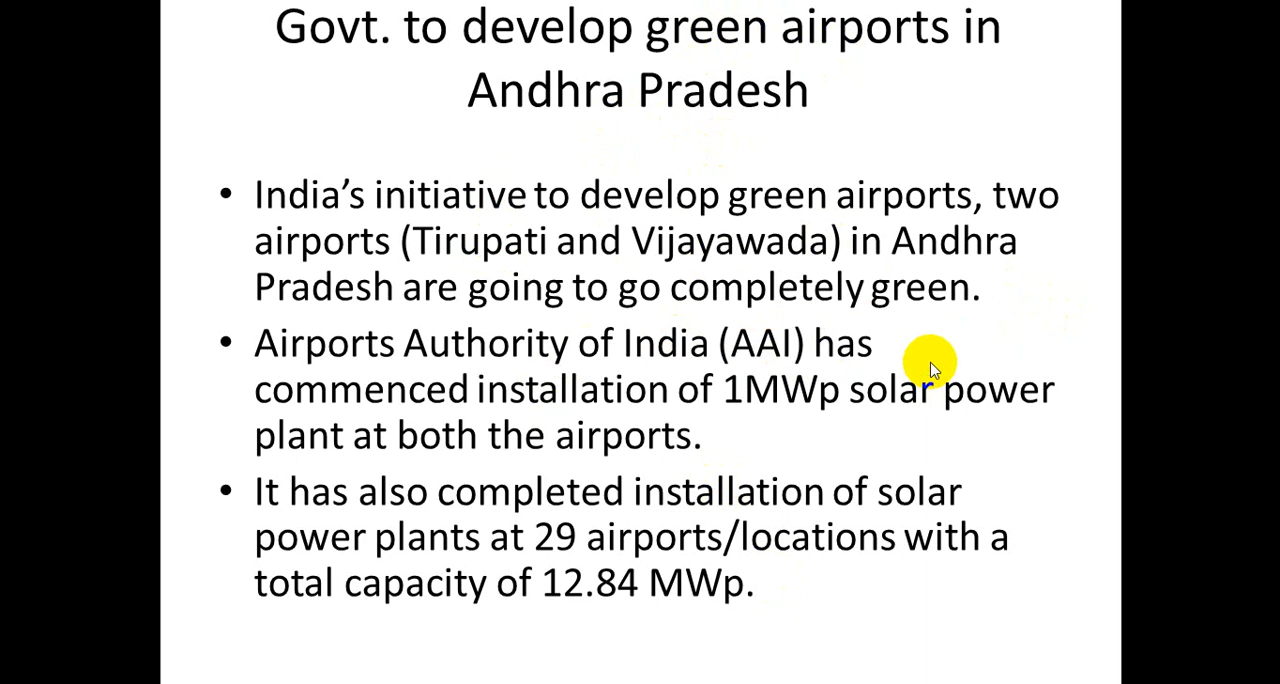 Govt. to develop green airports in
Andhra Pradesh
• India’s initiative to develop green airports, two
airports (Tirupati and Vijayawada) in Andhra
Pradesh are going to go completely green.
• Airports Authority of India (AAI) has
commenced installation of 1MWp solar power
plant at both the airports.
• It has also completed installation of solar
power plants at 29 airports/locations with a
total capacity of 12.84 MWp.